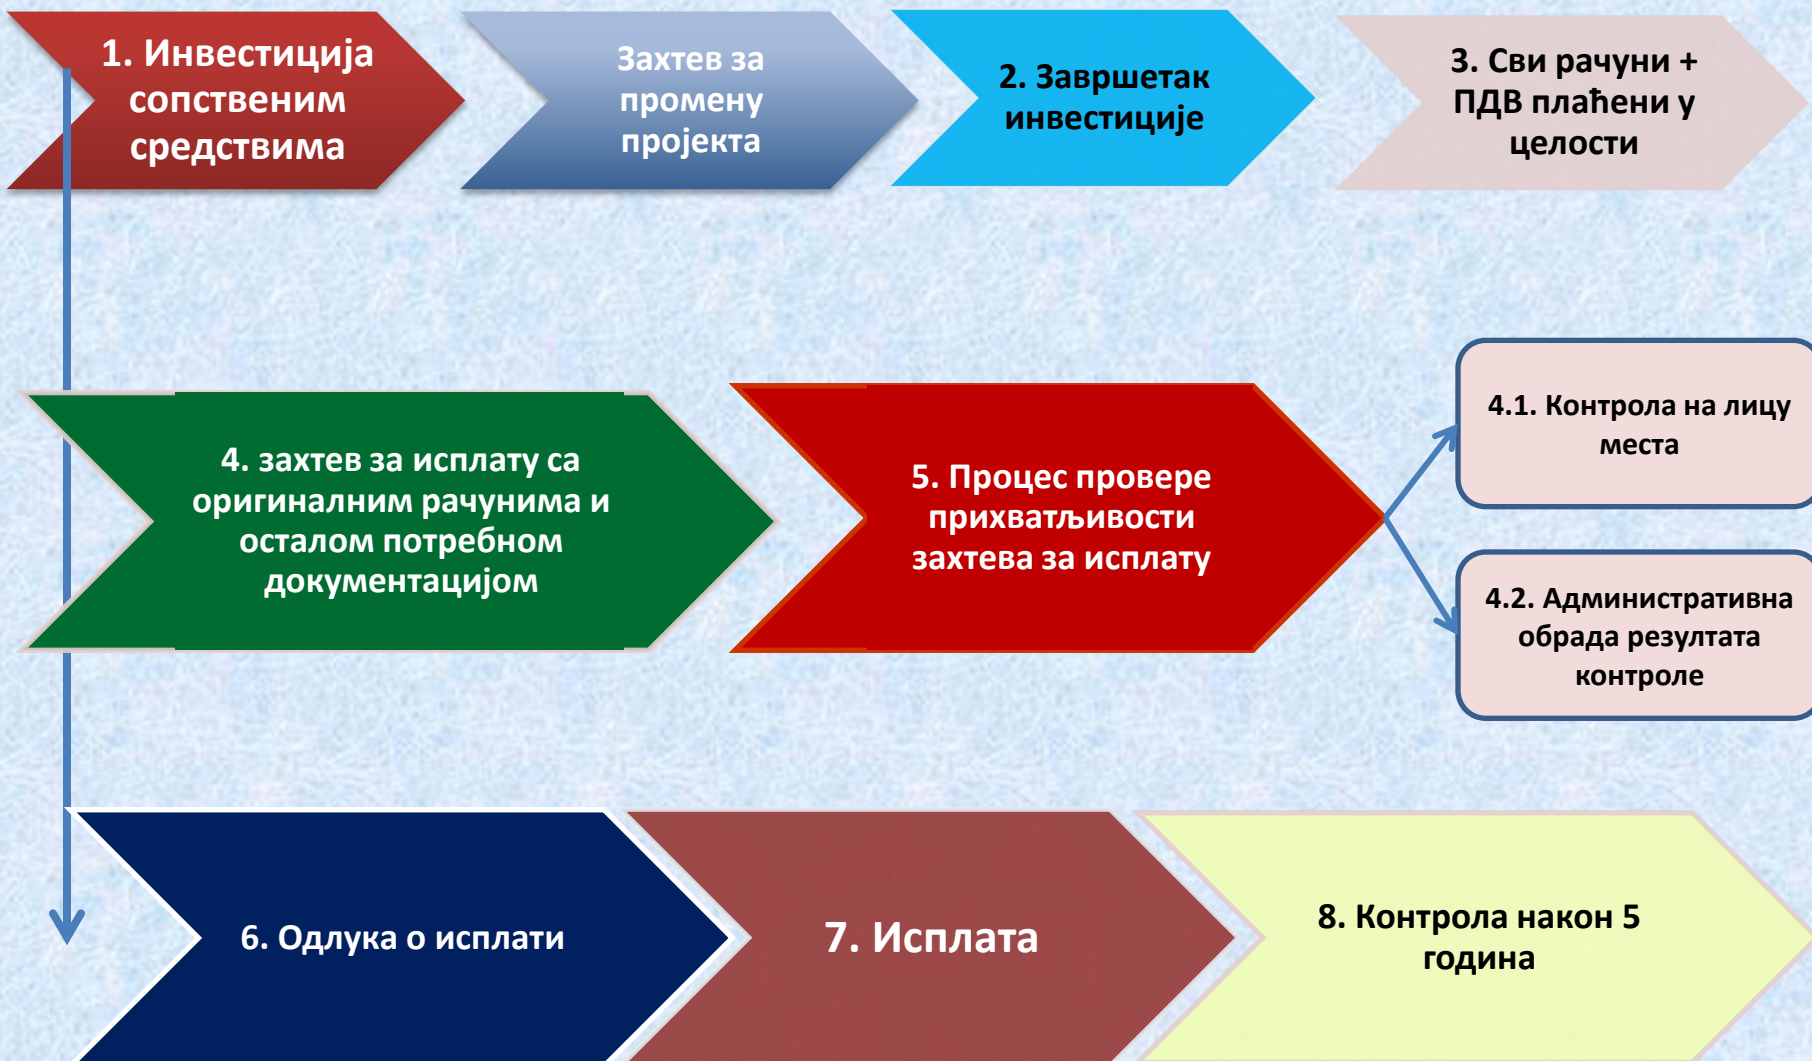 1. Инвестиција
сопственим
средствима
Захтев за
промену
пројекта
2. Завршетак
инвестиције
3. Сви рачуни +
ПДВ плаћени у
целости
4. захтев за исплату са
оригиналним рачунима и
осталом потребном
документацијом
5. Процес провере
прихватљивости
захтева за исплату
4.1. Контрола на лицу
места
4.2. Административна
обрада резултата
контроле
6. Одлука о исплати
7. Исплата
8. Контрола након 5
година